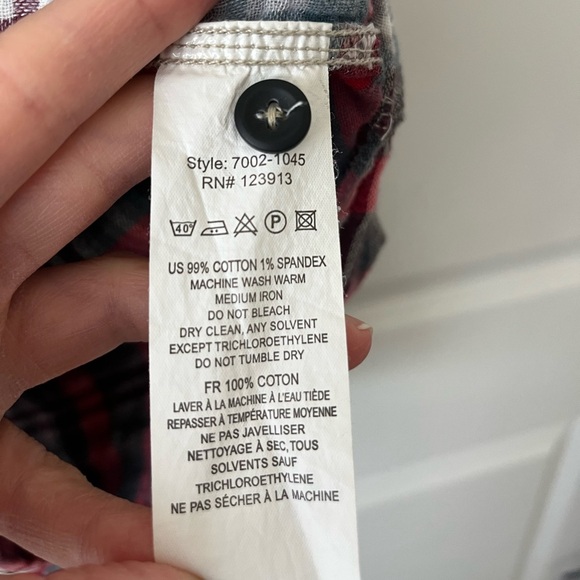 Style: 7002-1045
RN# 123913
40° P
US 99% COTTON 1% SPANDEX
MACHINE WASH WARM
MEDIUM IRON
DO NOT BLEACH
DRY CLEAN, ANY SOLVENT
EXCEPT TRICHLOROETHYLENE
DO NOT TUMBLE DRY
FR 100% COTON
LAVER À LA MACHINE À L'EAU TIÈDE
REPASSER À TEMPÉRATURE MOYENNE
NE PAS JAVELLISER
NETTOYAGE À SEC, TOUS
SOLVENTS SAUF
TRICHLOROETHYLENE
NE PAS SÉCHER À LA MACHINE